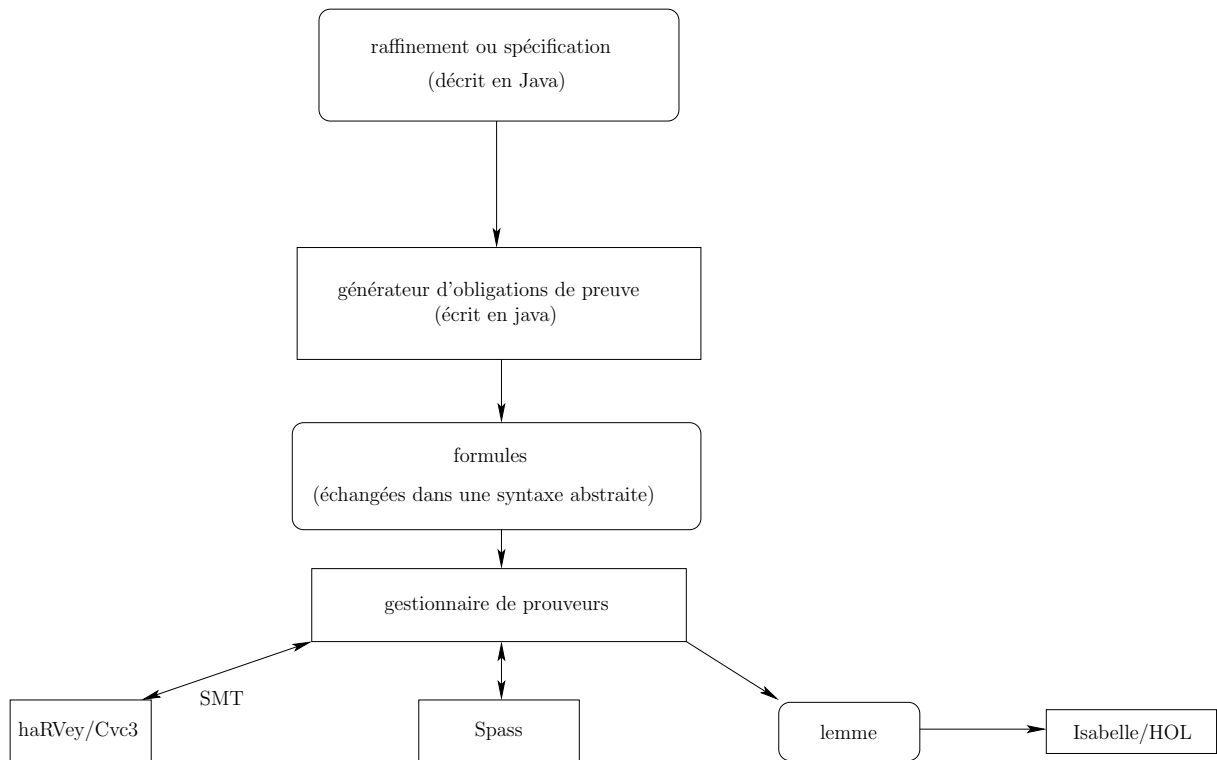 raffinement ou spécification
(décrit en Java)
générateur d'obligations de preuve
(écrit en java)
formules
(échangées dans une syntaxe abstraite)
gestionnaire de prouveurs
SMT
haRVey/Cvc3
Spass
lemme
Isabelle/HOL